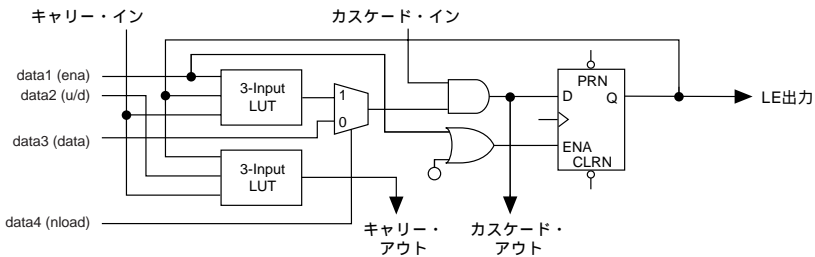 キャリー・イン
カスケード・イン
data1 (ena)
data2 (u/d)
data3 (data)
data4 (nload)
3-Input
LUT
3-Input
LUT
1
0
PRN
D
Q
ENA
CLRN
LE出力
キャリー・
アウト
カスケード・
アウト